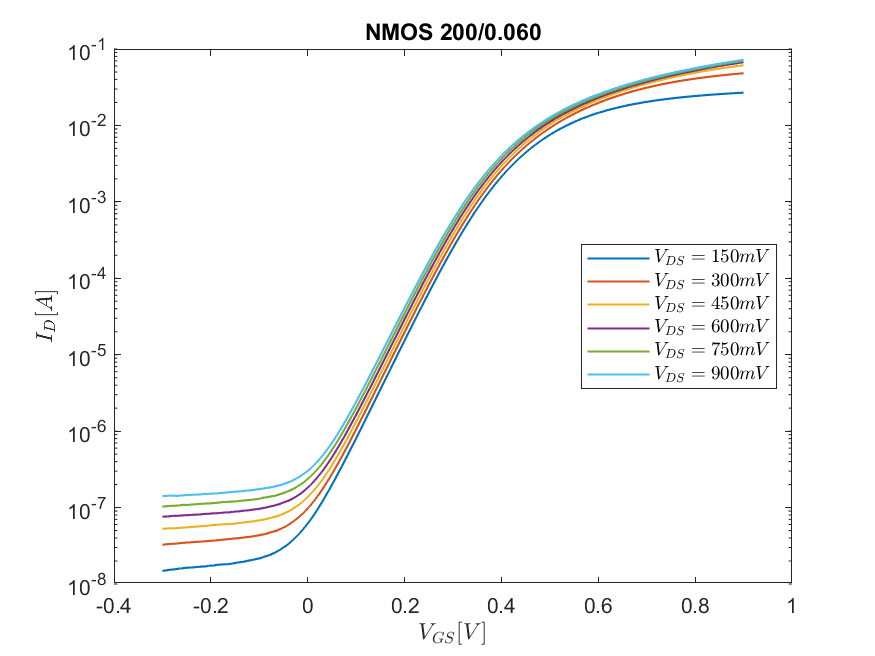 NMOS 200/0.060
I_D[A]
10^-1
10^-2
10^-3
10^-4
10^-5
10^-6
10^-7
10^-8
V_DS = 150mV
V_DS = 300mV
V_DS = 450mV
V_DS = 600mV
V_DS = 750mV
V_DS = 900mV
-0.4 -0.2 0 0.2 0.4 0.6 0.8 1
V_GS[V]